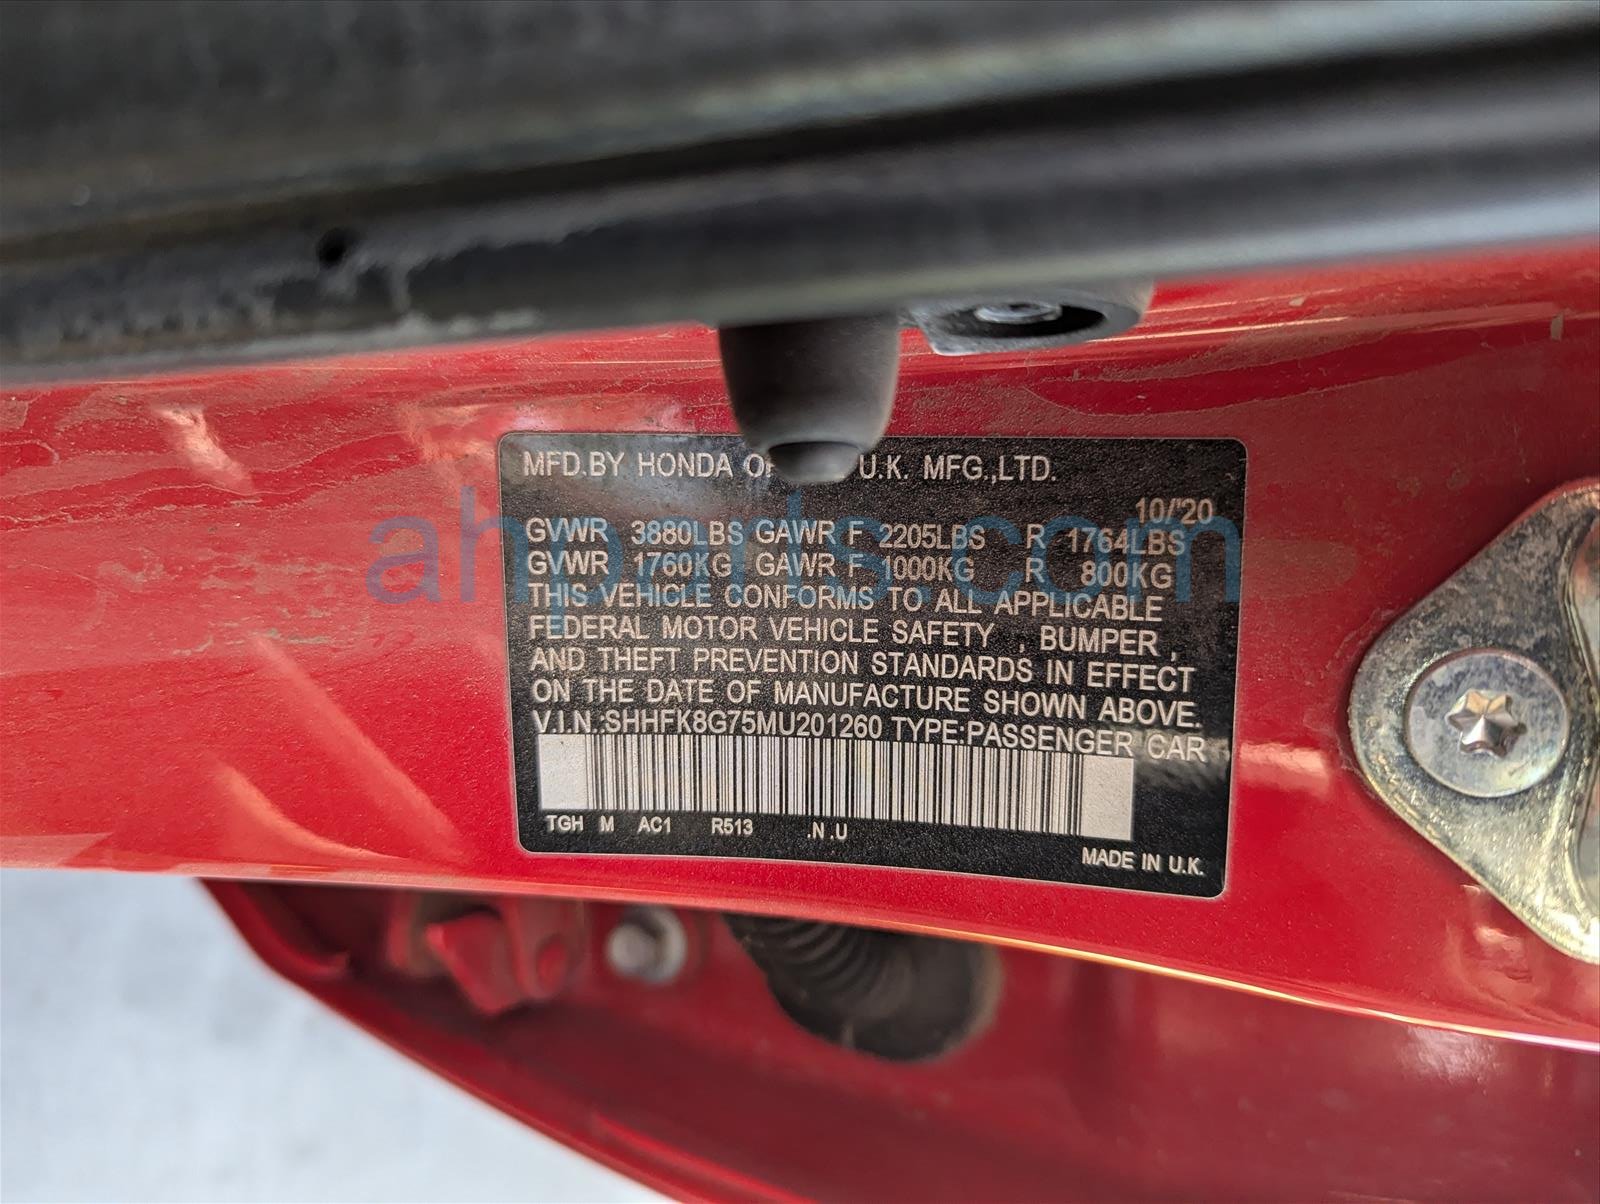 MFD.BY HONDA OF U.K. MFG.,LTD.
10/'20
GVWR 3880LBS GAWR F 2205LBS R 1764LBS
GVWR 1760KG GAWR F 1000KG R 800KG
THIS VEHICLE CONFORMS TO ALL APPLICABLE
FEDERAL MOTOR VEHICLE SAFETY , BUMPER ,
AND THEFT PREVENTION STANDARDS IN EFFECT
ON THE DATE OF MANUFACTURE SHOWN ABOVE.
V.I.N.:SHHFK8G75MU201260 TYPE:PASSENGER CAR
TGH M AC1 R513 .N .U
MADE IN U.K.
ahparts.com